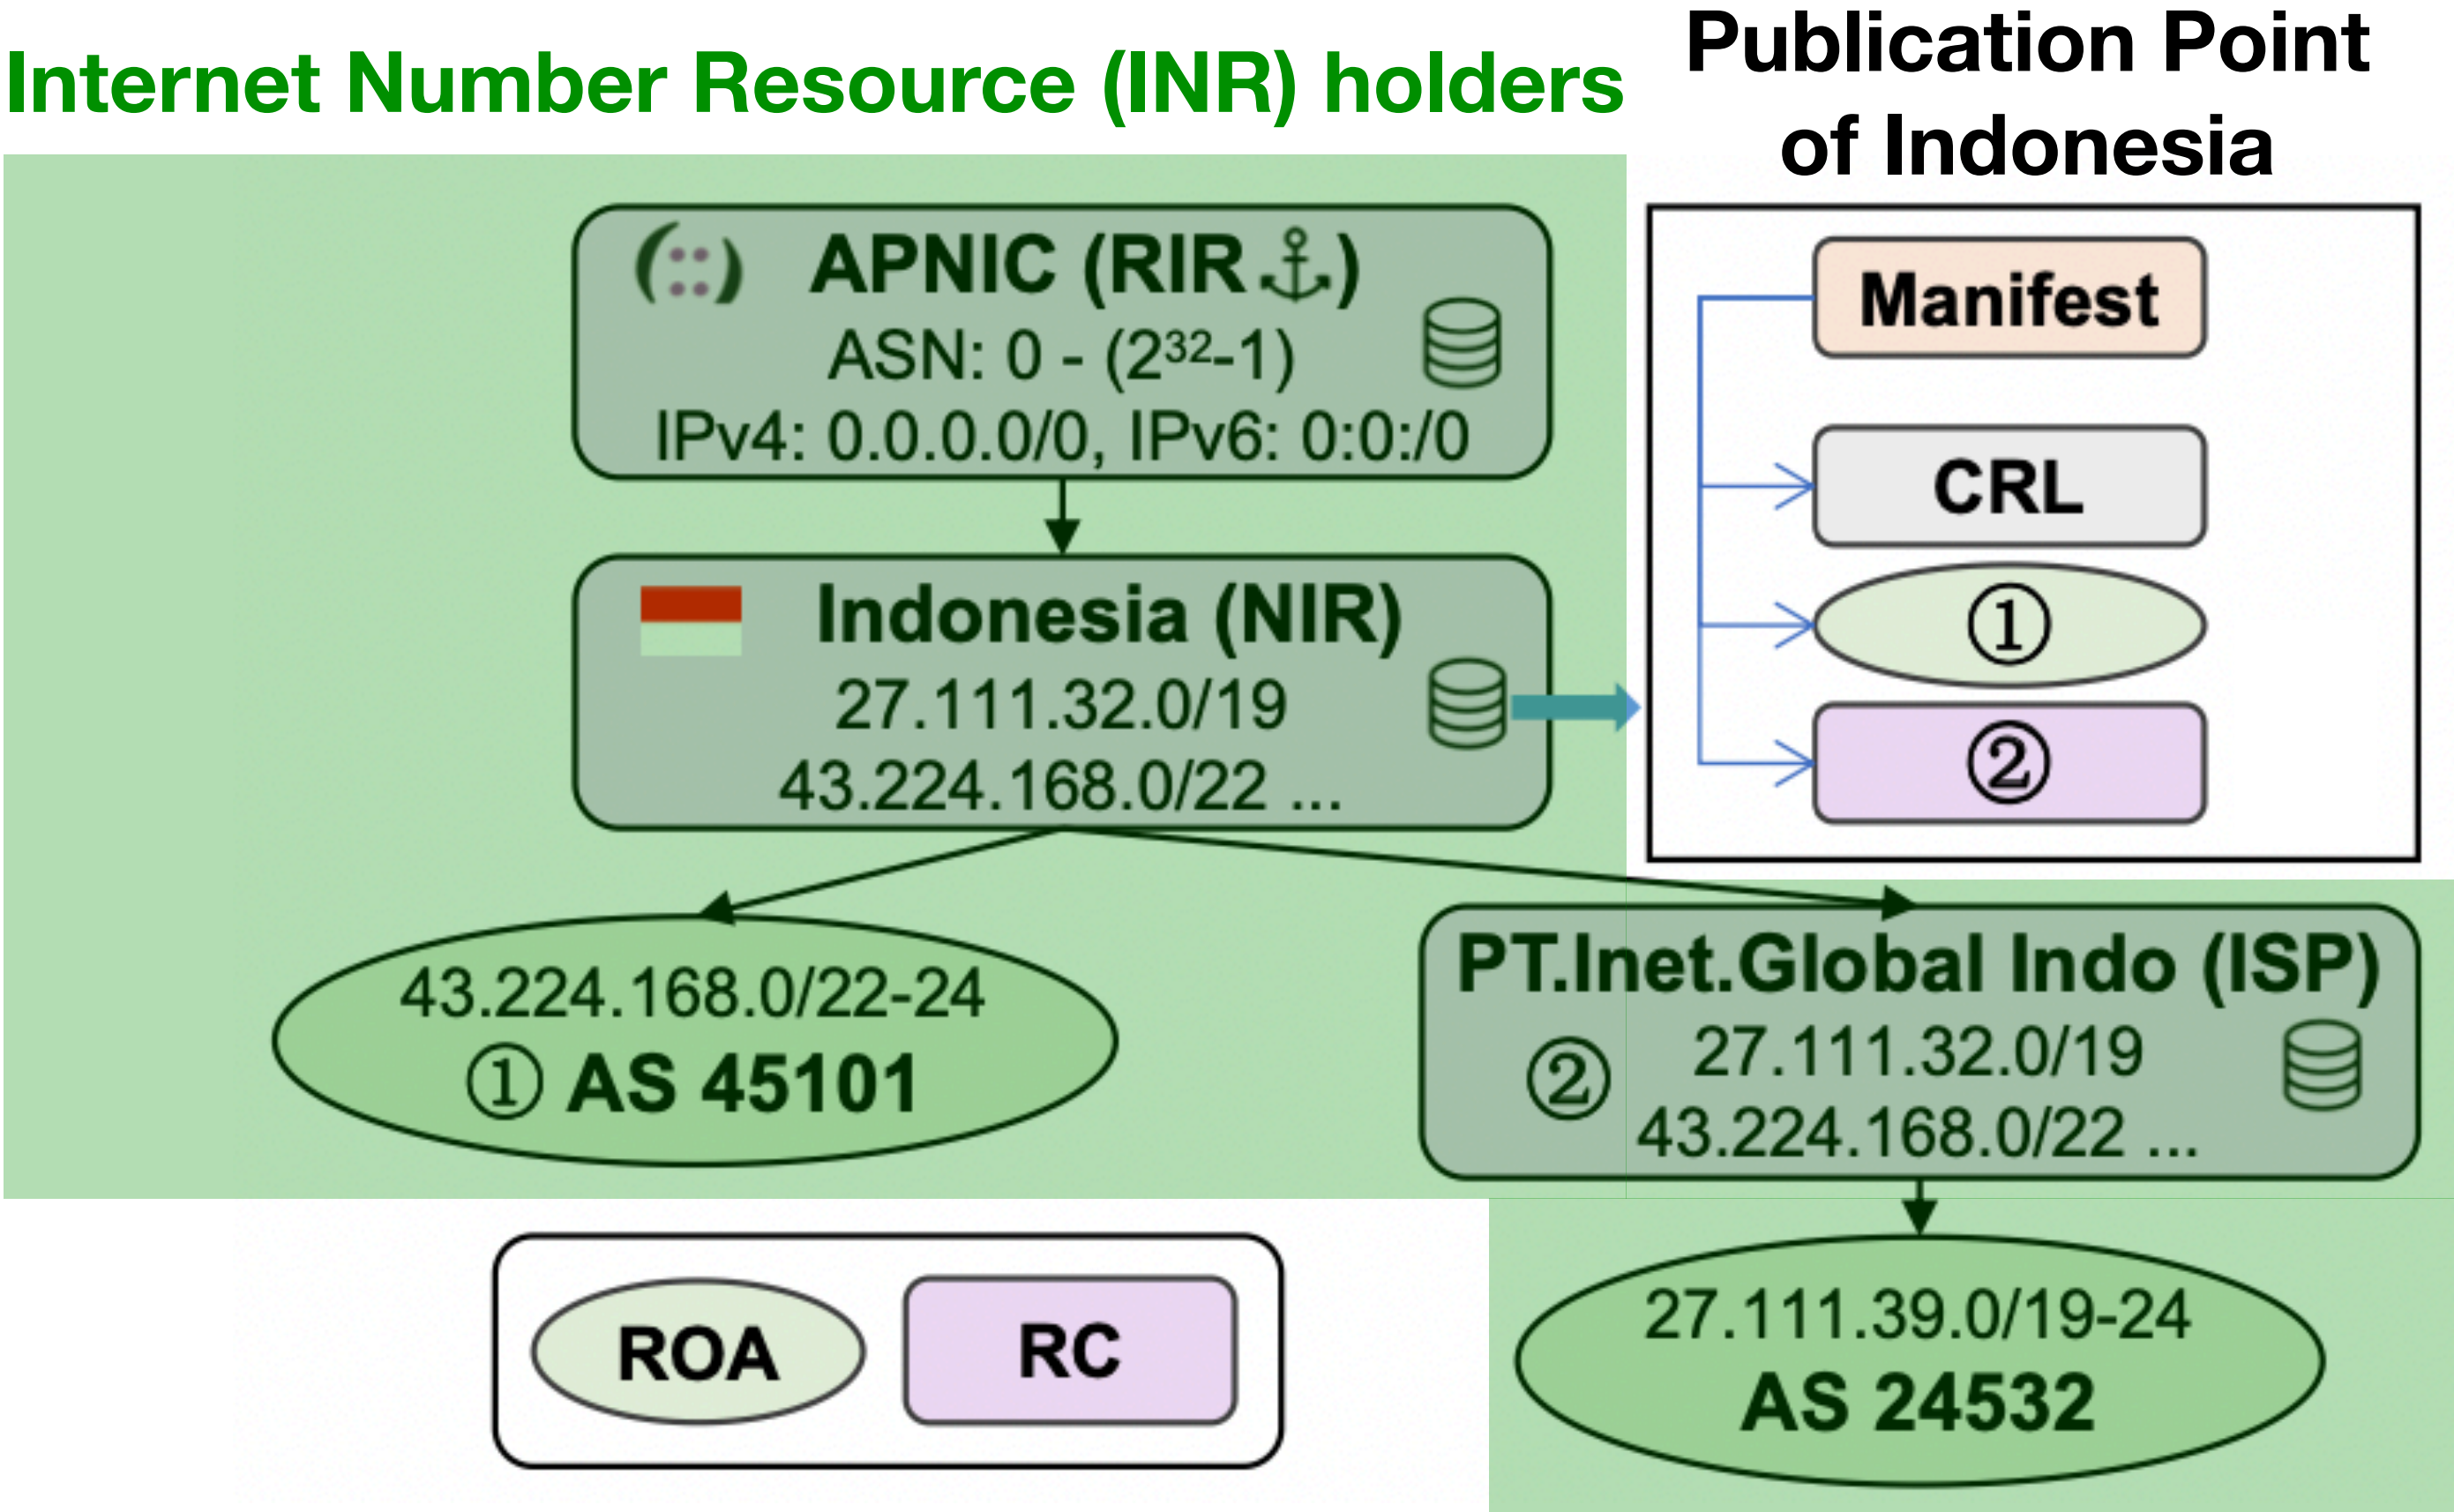 Internet Number Resource (INR) holders
Publication Point
of Indonesia
(::) APNIC (RIR⚓)
ASN: 0 - (2³²-1)
IPv4: 0.0.0.0/0, IPv6: 0:0:/0
Indonesia (NIR)
27.111.32.0/19
43.224.168.0/22 ...
Manifest
CRL
①
②
43.224.168.0/22-24
① AS 45101
PT.Inet.Global Indo (ISP)
② 27.111.32.0/19
43.224.168.0/22 ...
27.111.39.0/19-24
AS 24532
ROA
RC